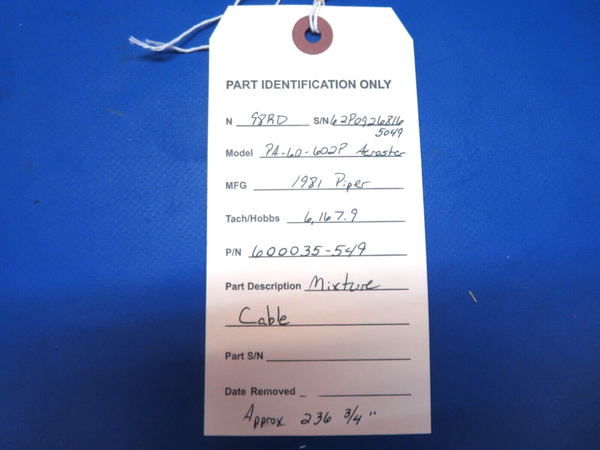 PART IDENTIFICATION ONLY
N 98RD S/N 62P0926816
5049
Model PA-60-602P Aerostar
MFG 1981 Piper
Tach/Hobbs 6,167.9
P/N 600035-549
Part Description Mixture
Cable
Part S/N
Date Removed
Approx 236 3/4"